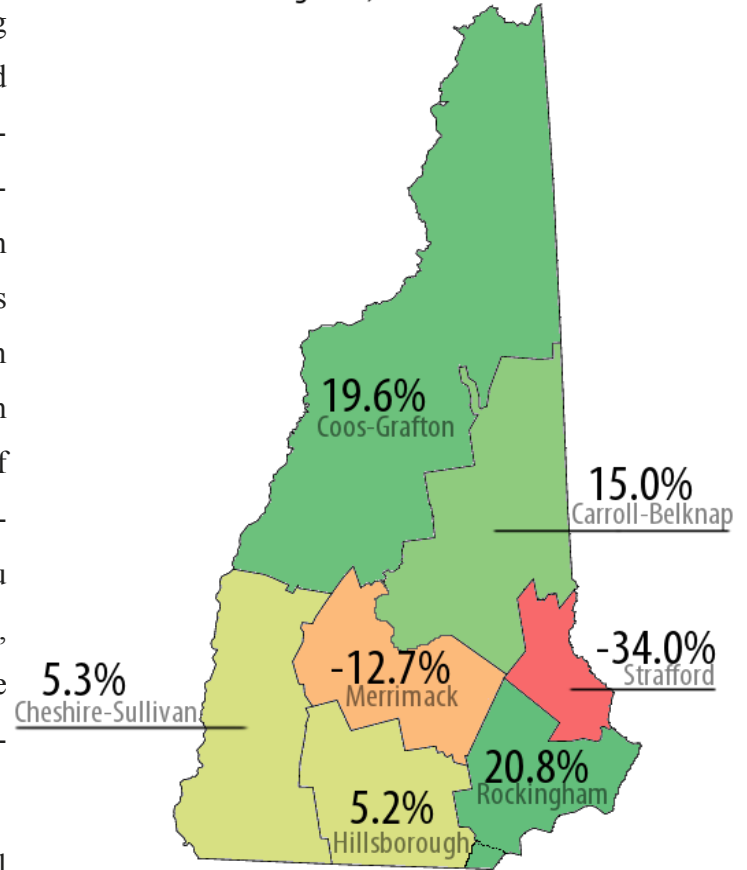 g
d
-
-
n
s
n
n
f
-
u
,
e
-
l
19.6%
Coos-Grafton
15.0%
Carroll-Belknap
-34.0%
Strafford
-12.7%
Merrimack
5.3%
Cheshire-Sullivan
20.8%
Rockingham
5.2%
Hillsborough